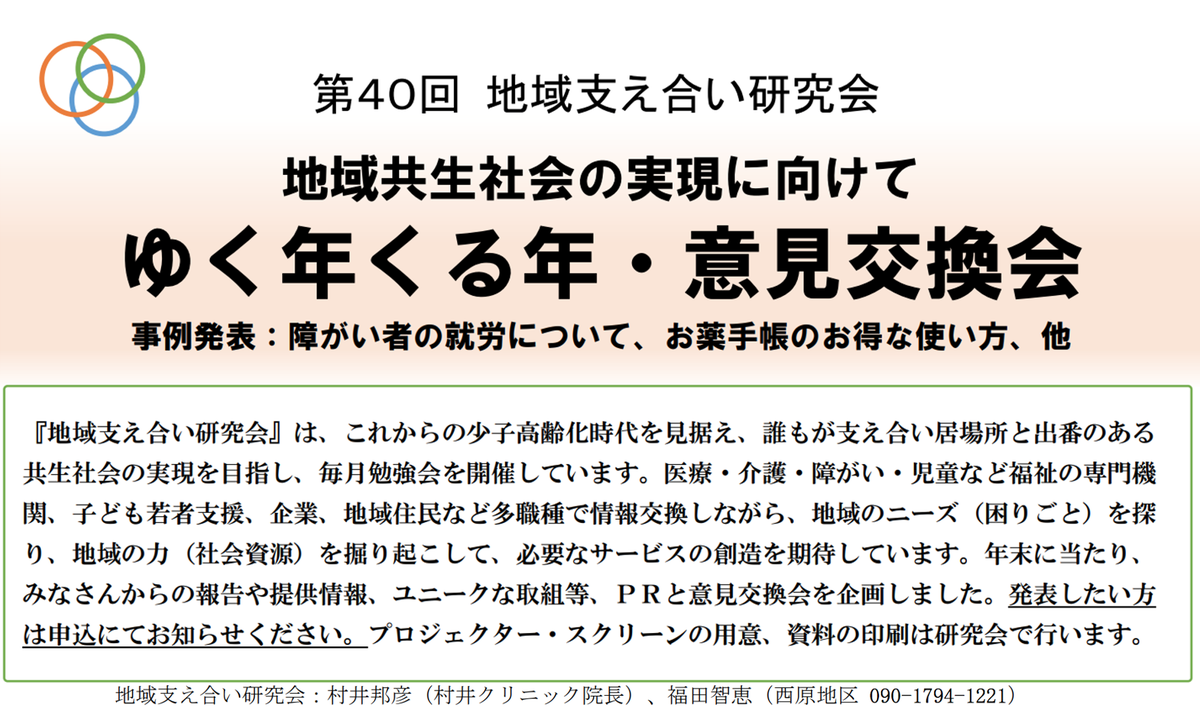 第40回 地域支え合い研究会
地域共生社会の実現に向けて
ゆく年くる年・意見交換会
事例発表：障がい者の就労について、お薬手帳のお得な使い方、他
『地域支え合い研究会』は、これからの少子高齢化時代を見据え、誰もが支え合い居場所と出番のある
共生社会の実現を目指し、毎月勉強会を開催しています。医療・介護・障がい・児童など福祉の専門機
関、子ども若者支援、企業、地域住民など多職種で情報交換しながら、地域のニーズ（困りごと）を探
り、地域の力（社会資源）を掘り起こして、必要なサービスの創造を期待しています。年末に当たり、
みなさんからの報告や提供情報、ユニークな取組等、ＰＲと意見交換会を企画しました。発表したい方
は申込にてお知らせください。プロジェクター・スクリーンの用意、資料の印刷は研究会で行います。
地域支え合い研究会：村井邦彦（村井クリニック院長）、福田智恵（西原地区 090-1794-1221）